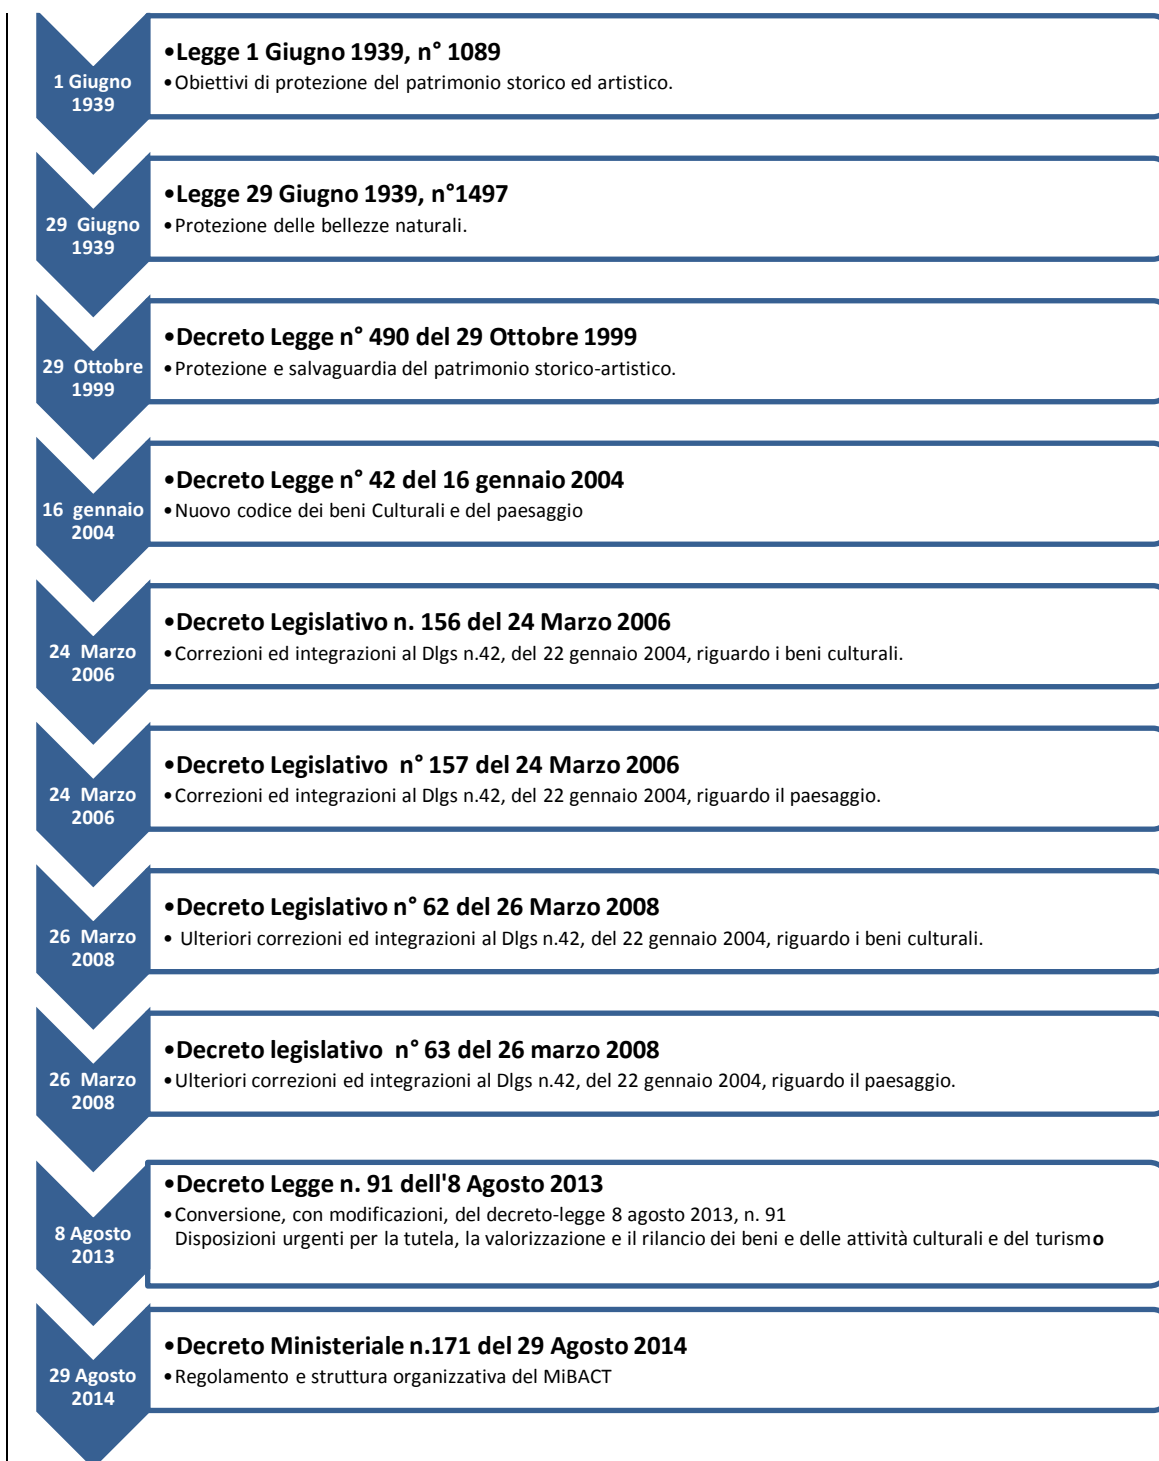 1 Giugno
1939
•Legge 1 Giugno 1939, n° 1089
•Obiettivi di protezione del patrimonio storico ed artistico.
29 Giugno
1939
•Legge 29 Giugno 1939, n°1497
•Protezione delle bellezze naturali.
29 Ottobre
1999
•Decreto Legge n° 490 del 29 Ottobre 1999
•Protezione e salvaguardia del patrimonio storico-artistico.
16 gennaio
2004
•Decreto Legge n° 42 del 16 gennaio 2004
•Nuovo codice dei beni Culturali e del paesaggio
24 Marzo
2006
•Decreto Legislativo n. 156 del 24 Marzo 2006
•Correzioni ed integrazioni al Dlgs n.42, del 22 gennaio 2004, riguardo i beni culturali.
24 Marzo
2006
•Decreto Legislativo n° 157 del 24 Marzo 2006
•Correzioni ed integrazioni al Dlgs n.42, del 22 gennaio 2004, riguardo il paesaggio.
26 Marzo
2008
•Decreto Legislativo n° 62 del 26 Marzo 2008
• Ulteriori correzioni ed integrazioni al Dlgs n.42, del 22 gennaio 2004, riguardo i beni culturali.
26 Marzo
2008
•Decreto legislativo n° 63 del 26 marzo 2008
•Ulteriori correzioni ed integrazioni al Dlgs n.42, del 22 gennaio 2004, riguardo il paesaggio.
8 Agosto
2013
•Decreto Legge n. 91 dell'8 Agosto 2013
•Conversione, con modificazioni, del decreto-legge 8 agosto 2013, n. 91
Disposizioni urgenti per la tutela, la valorizzazione e il rilancio dei beni e delle attività culturali e del turismo
29 Agosto
2014
•Decreto Ministeriale n.171 del 29 Agosto 2014
•Regolamento e struttura organizzativa del MiBACT